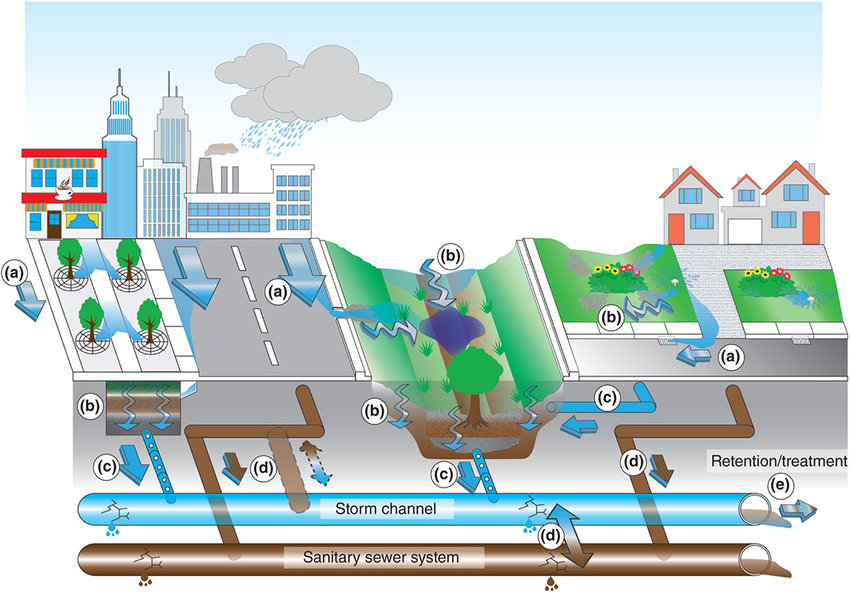 (b)
(a)
(a)
(b)
(a)
(b)
(b)
(c)
(c)
(d)
(c)
(d)
Retention/treatment
(e)
Storm channel
(d)
Sanitary sewer system